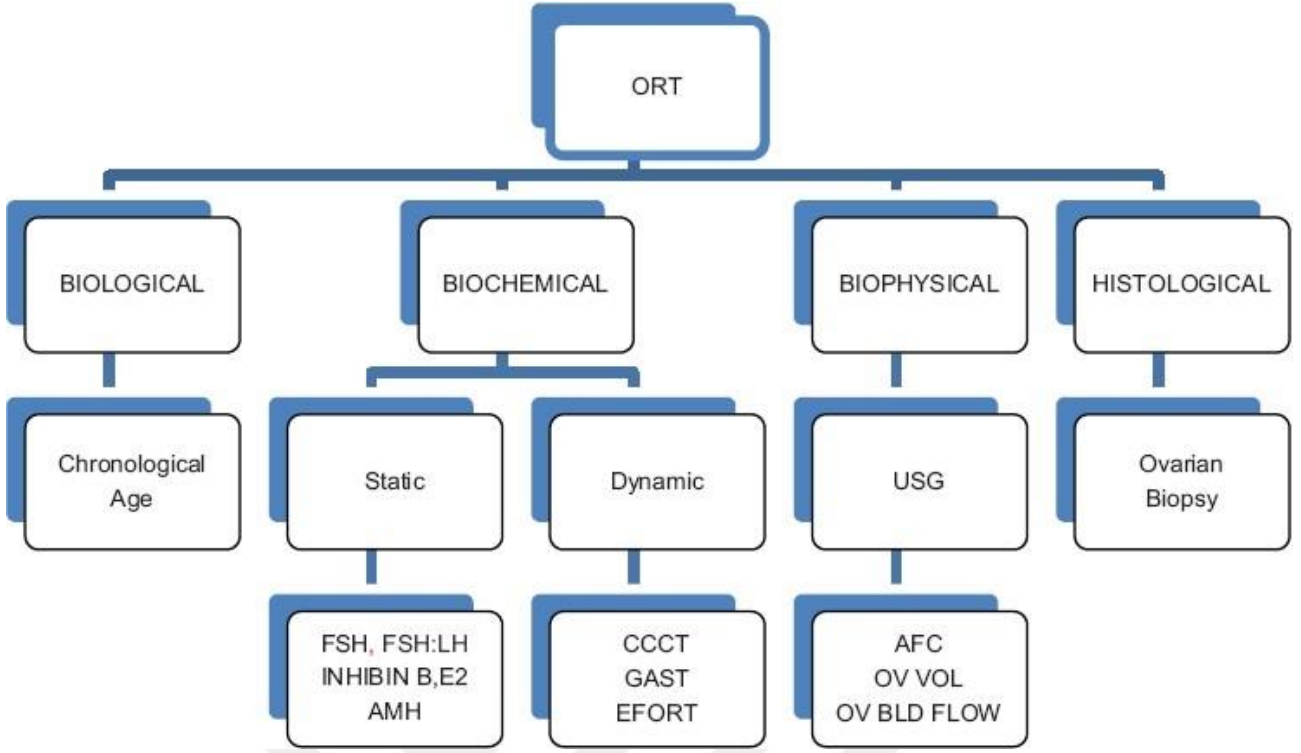 ORT
BIOLOGICAL
BIOCHEMICAL
BIOPHYSICAL
HISTOLOGICAL
Chronological
Age
Static
Dynamic
USG
Ovarian
Biopsy
FSH, FSH:LH
INHIBIN B,E2
AMH
CCCT
GAST
EFORT
AFC
OV VOL
OV BLD FLOW